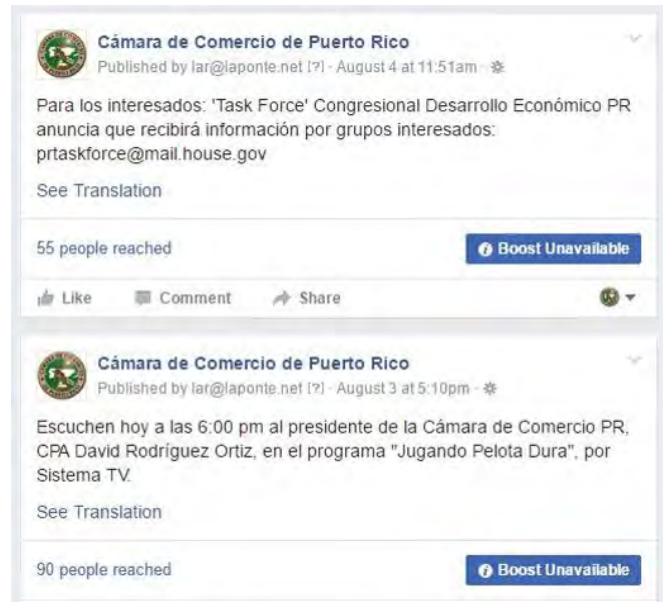 Cámara de Comercio de Puerto Rico
Published by lar@laponte.net [?] · August 4 at 11:51am ·
Para los interesados: 'Task Force' Congresional Desarrollo Económico PR
anuncia que recibirá información por grupos interesados:
prtaskforce@mail.house.gov
See Translation
55 people reached
Boost Unavailable
Like Comment Share
Cámara de Comercio de Puerto Rico
Published by lar@laponte.net [?] · August 3 at 5:10pm ·
Escuchen hoy a las 6:00 pm al presidente de la Cámara de Comercio PR,
CPA David Rodríguez Ortiz, en el programa "Jugando Pelota Dura", por
Sistema TV.
See Translation
90 people reached
Boost Unavailable